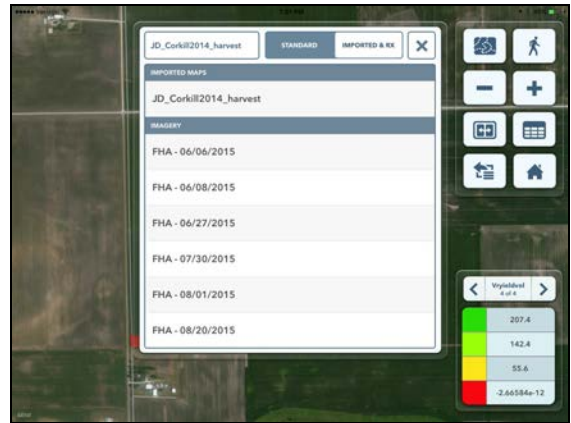 JD_Corkill2014_harvest
STANDARD
IMPORTED & RX
IMPORTED MAPS
JD_Corkill2014_harvest
IMAGERY
FHA - 06/06/2015
FHA - 06/08/2015
FHA - 06/27/2015
FHA - 07/30/2015
FHA - 08/01/2015
FHA - 08/20/2015
Vryieldvol
4 of 4
207.4
142.4
55.6
-2.66584e-12